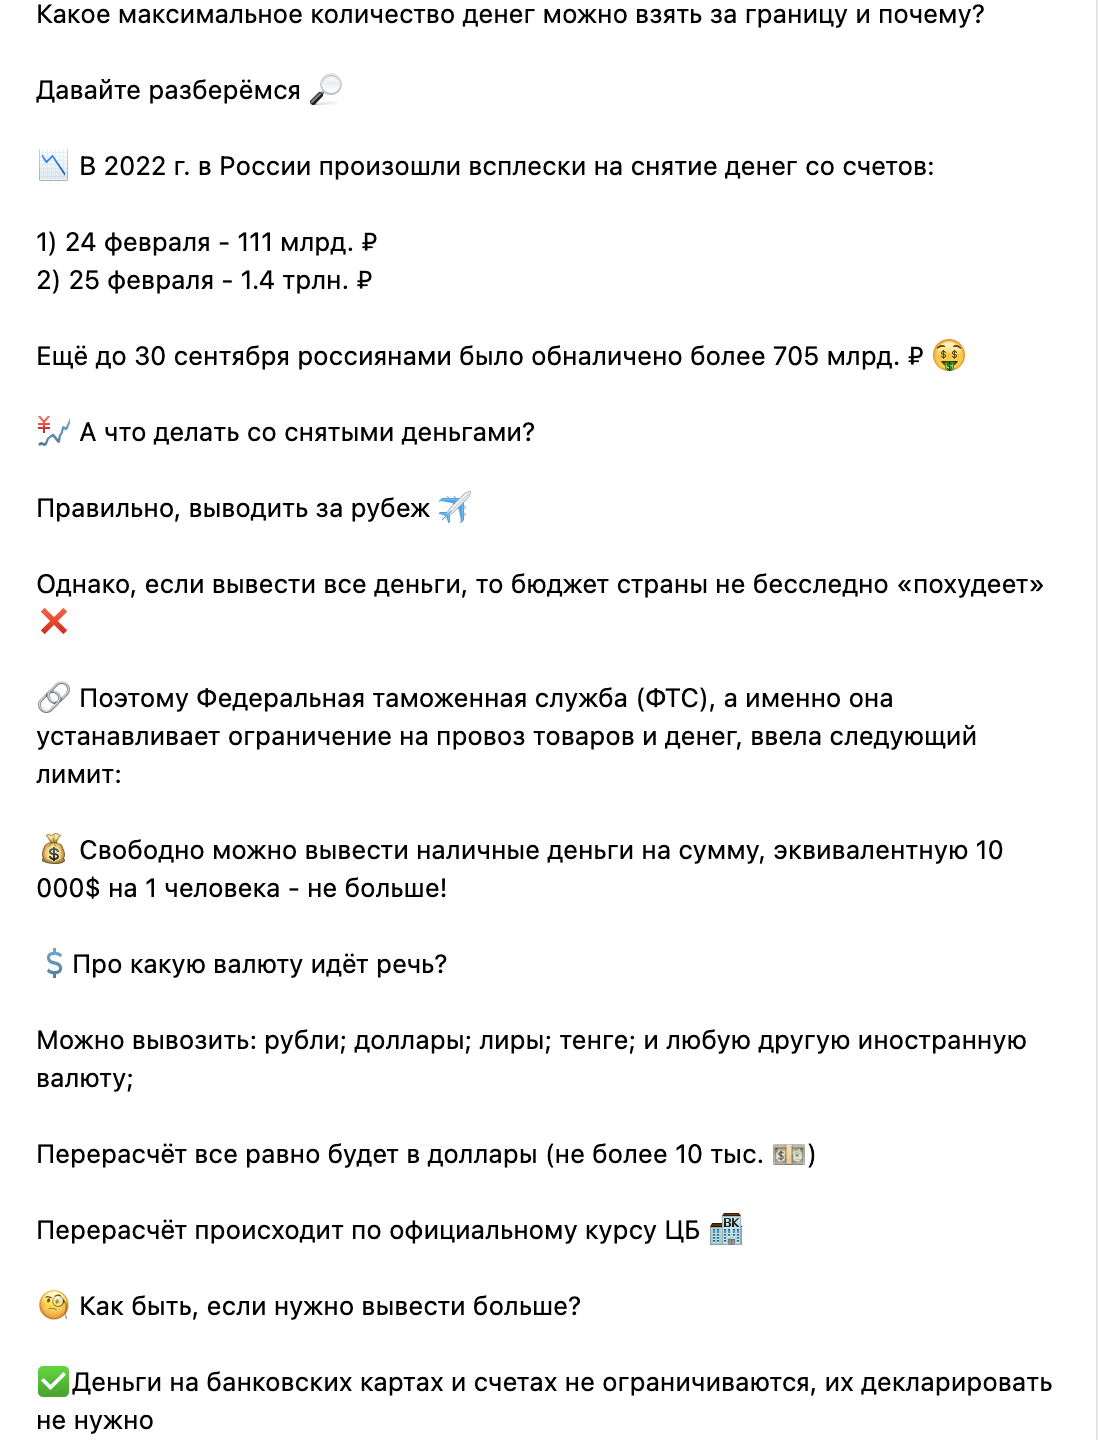 Какое максимальное количество денег можно взять за границу и почему?
Давайте разберёмся 🔎
📉 В 2022 г. в России произошли всплески на снятие денег со счетов:
1) 24 февраля - 111 млрд. ₽
2) 25 февраля - 1.4 трлн. ₽
Ещё до 30 сентября россиянами было обналичено более 705 млрд. ₽ 🤑
💹 А что делать со снятыми деньгами?
Правильно, выводить за рубеж ✈️
Однако, если вывести все деньги, то бюджет страны не бесследно «похудеет»
❌
🔗 Поэтому Федеральная таможенная служба (ФТС), а именно она
устанавливает ограничение на провоз товаров и денег, ввела следующий
лимит:
💰 Свободно можно вывести наличные деньги на сумму, эквивалентную 10
000$ на 1 человека - не больше!
💲Про какую валюту идёт речь?
Можно вывозить: рубли; доллары; лиры; тенге; и любую другую иностранную
валюту;
Перерасчёт все равно будет в доллары (не более 10 тыс. 💵)
Перерасчёт происходит по официальному курсу ЦБ 🏦
🧐 Как быть, если нужно вывести больше?
✅Деньги на банковских картах и счетах не ограничиваются, их декларировать
не нужно